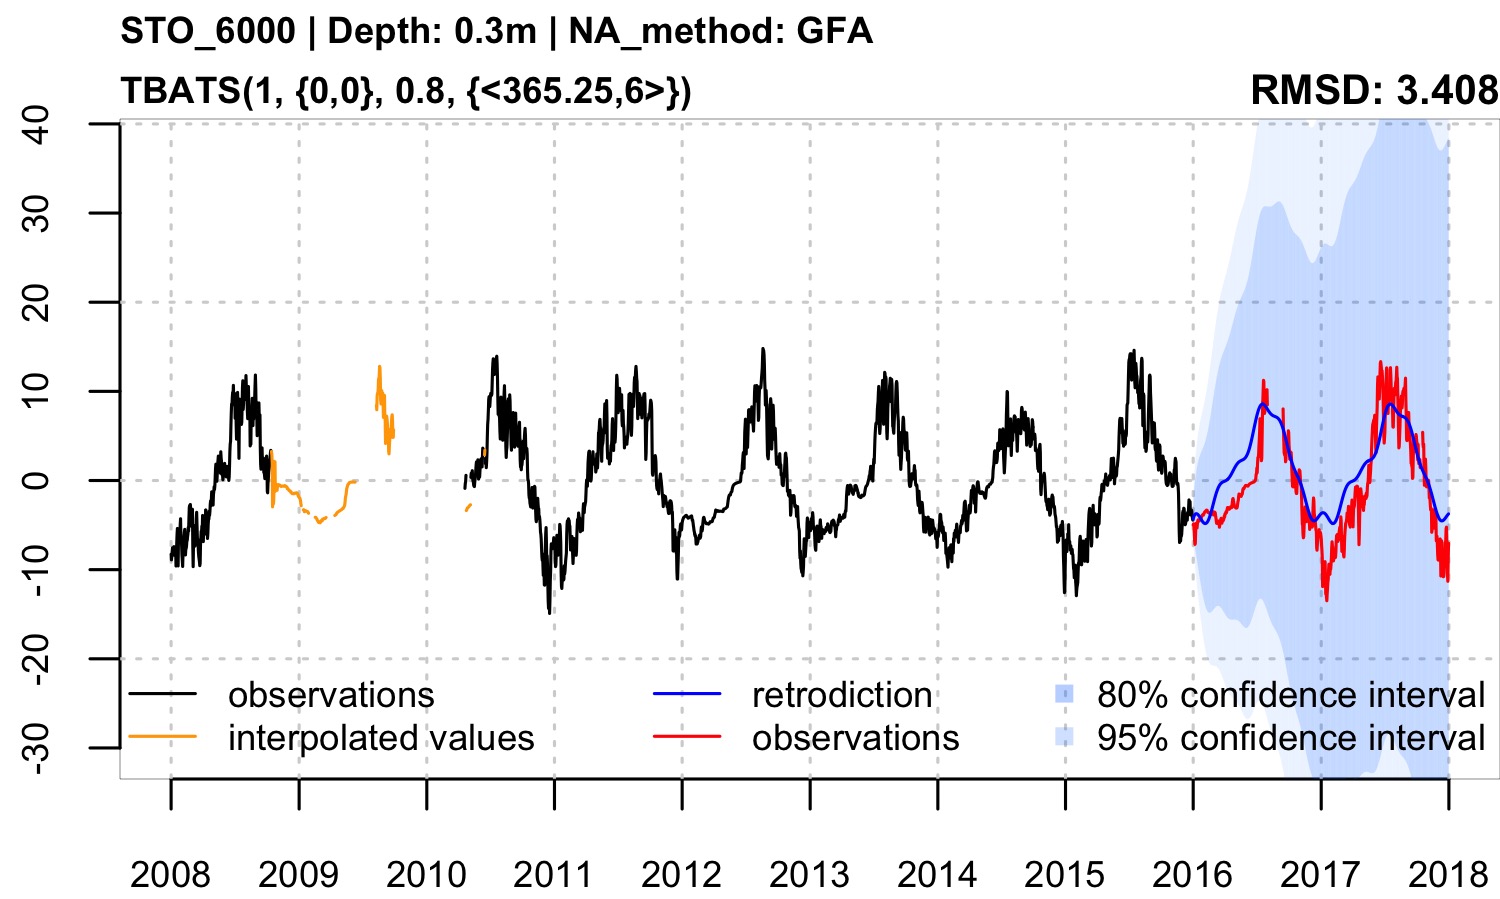 STO_6000 | Depth: 0.3m | NA_method: GFA
TBATS(1, {0,0}, 0.8, {<365.25,6>})
RMSD: 3.408
40
30
20
10
0
-10
-20
-30
observations
interpolated values
retrodiction
observations
80% confidence interval
95% confidence interval
2008 2009 2010 2011 2012 2013 2014 2015 2016 2017 2018